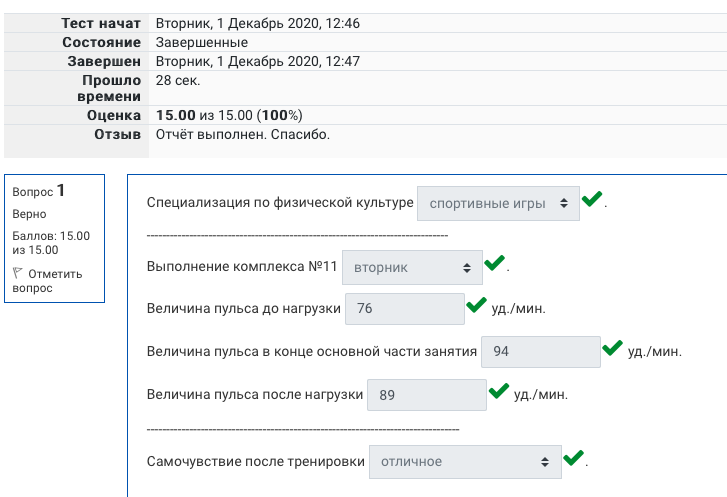 Тест начат Вторник, 1 Декабрь 2020, 12:46
Состояние Завершенные
Завершен Вторник, 1 Декабрь 2020, 12:47
Прошло времени 28 сек.
Оценка 15.00 из 15.00 (100%)
Отзыв Отчёт выполнен. Спасибо.
Вопрос 1
Верно
Баллов: 15.00
из 15.00
Отметить
вопрос
Специализация по физической культуре спортивные игры .
--------------------------------------------------------------------------------
Выполнение комплекса №11 вторник .
Величина пульса до нагрузки 76 уд./мин.
Величина пульса в конце основной части занятия 94 уд./мин.
Величина пульса после нагрузки 89 уд./мин.
--------------------------------------------------------------------------------
Самочувствие после тренировки отличное .